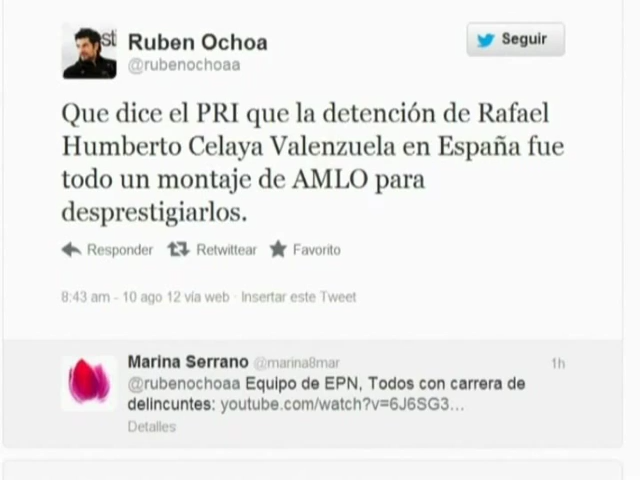 Ruben Ochoa
@rubenochoaa
Seguir
Que dice el PRI que la detención de Rafael
Humberto Celaya Valenzuela en España fue
todo un montaje de AMLO para
desprestigiarlos.
Responder Retwittear Favorito
8:43 am - 10 ago 12 vía web · Insertar este Tweet
Marina Serrano @marina8mar 1h
@rubenochoaa Equipo de EPN, Todos con carrera de
delincuntes: youtube.com/watch?v=6J6SG3...
Detalles